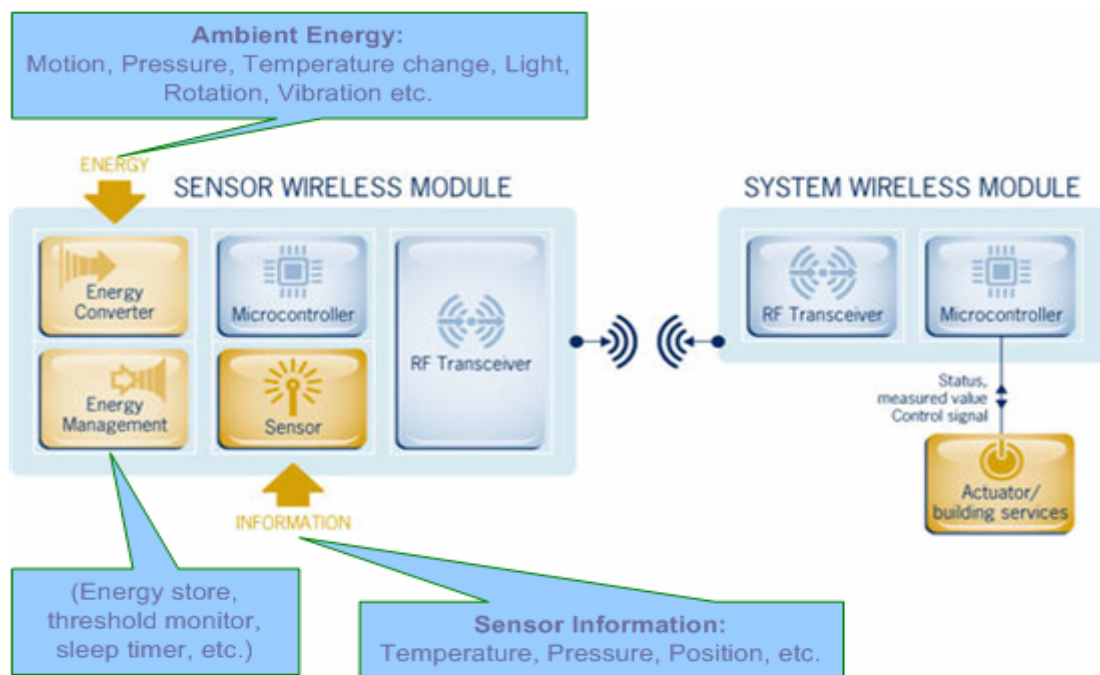 Ambient Energy:
Motion, Pressure, Temperature change, Light,
Rotation, Vibration etc.
ENERGY
SENSOR WIRELESS MODULE
SYSTEM WIRELESS MODULE
Energy
Converter
Microcontroller
RF Transceiver
Energy
Management
Sensor
RF Transceiver
Microcontroller
Status,
measured value
Control signal
Actuator/
building services
INFORMATION
(Energy store,
threshold monitor,
sleep timer, etc.)
Sensor Information:
Temperature, Pressure, Position, etc.